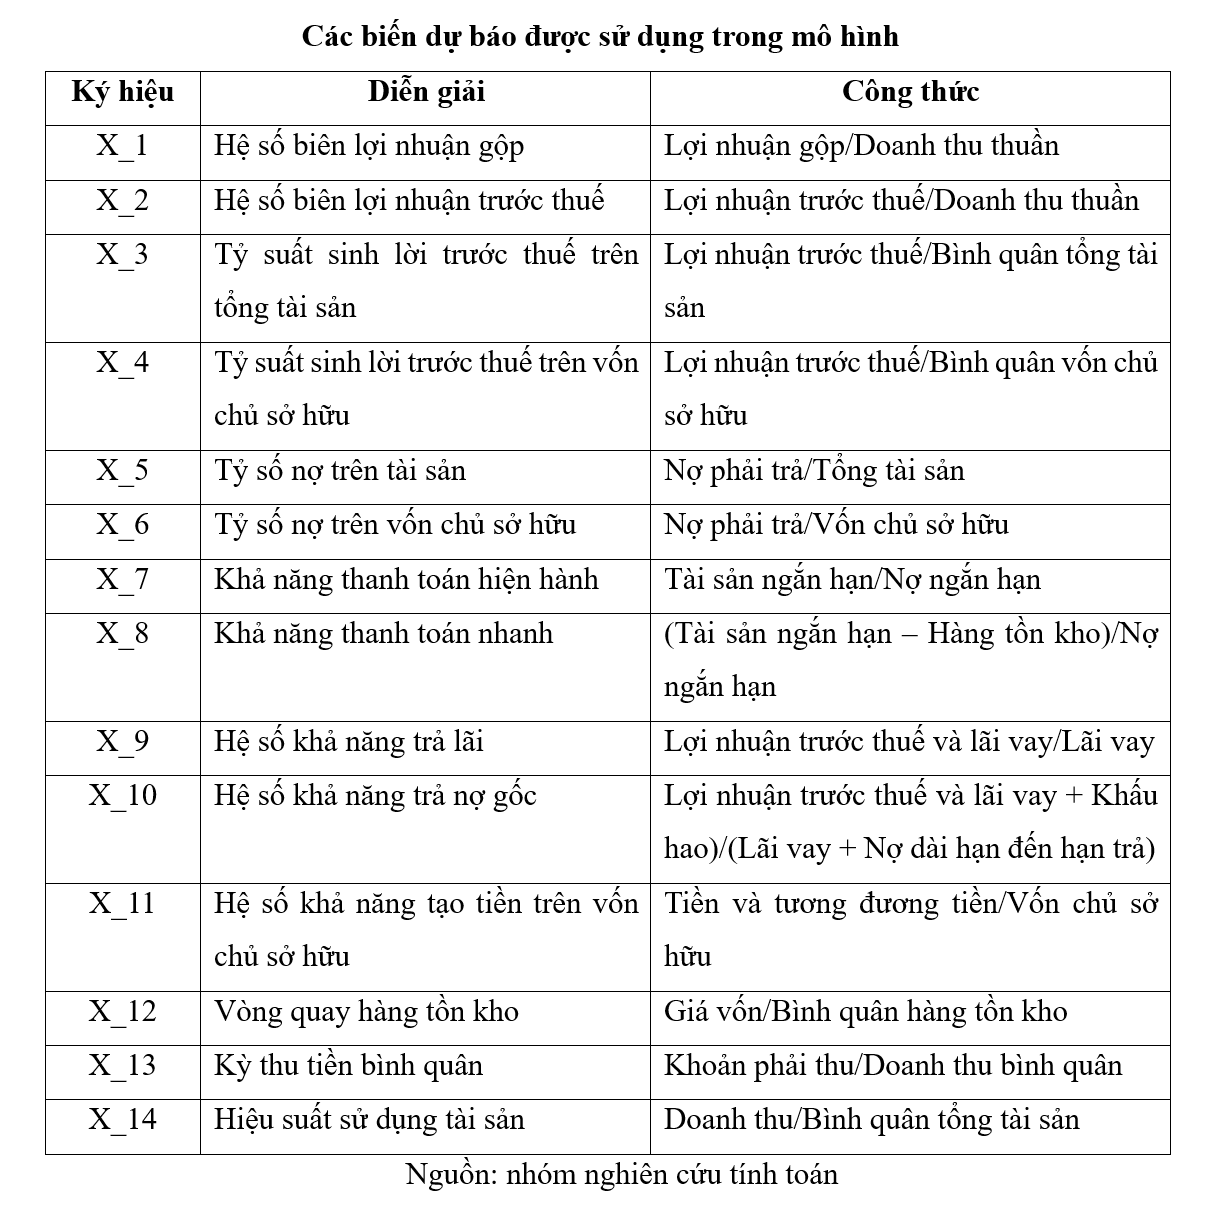 Các biến dự báo được sử dụng trong mô hình
Ký hiệu Diễn giải Công thức
X_1 Hệ số biên lợi nhuận gộp Lợi nhuận gộp/Doanh thu thuần
X_2 Hệ số biên lợi nhuận trước thuế Lợi nhuận trước thuế/Doanh thu thuần
X_3 Tỷ suất sinh lời trước thuế trên Lợi nhuận trước thuế/Bình quân tổng tài
tổng tài sản sản
X_4 Tỷ suất sinh lời trước thuế trên vốn Lợi nhuận trước thuế/Bình quân vốn chủ
chủ sở hữu sở hữu
X_5 Tỷ số nợ trên tài sản Nợ phải trả/Tổng tài sản
X_6 Tỷ số nợ trên vốn chủ sở hữu Nợ phải trả/Vốn chủ sở hữu
X_7 Khả năng thanh toán hiện hành Tài sản ngắn hạn/Nợ ngắn hạn
X_8 Khả năng thanh toán nhanh (Tài sản ngắn hạn – Hàng tồn kho)/Nợ
ngắn hạn
X_9 Hệ số khả năng trả lãi Lợi nhuận trước thuế và lãi vay/Lãi vay
X_10 Hệ số khả năng trả nợ gốc Lợi nhuận trước thuế và lãi vay + Khấu
hao)/(Lãi vay + Nợ dài hạn đến hạn trả)
X_11 Hệ số khả năng tạo tiền trên vốn Tiền và tương đương tiền/Vốn chủ sở
chủ sở hữu hữu
X_12 Vòng quay hàng tồn kho Giá vốn/Bình quân hàng tồn kho
X_13 Kỳ thu tiền bình quân Khoản phải thu/Doanh thu bình quân
X_14 Hiệu suất sử dụng tài sản Doanh thu/Bình quân tổng tài sản
Nguồn: nhóm nghiên cứu tính toán